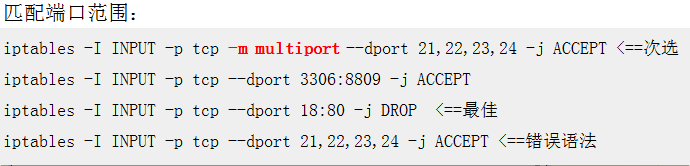 匹配端口范围：
iptables -I INPUT -p tcp -m multiport --dport 21,22,23,24 -j ACCEPT <==次选
iptables -I INPUT -p tcp --dport 3306:8809 -j ACCEPT
iptables -I INPUT -p tcp --dport 18:80 -j DROP  <==最佳
iptables -I INPUT -p tcp --dport 21,22,23,24 -j ACCEPT <==错误语法